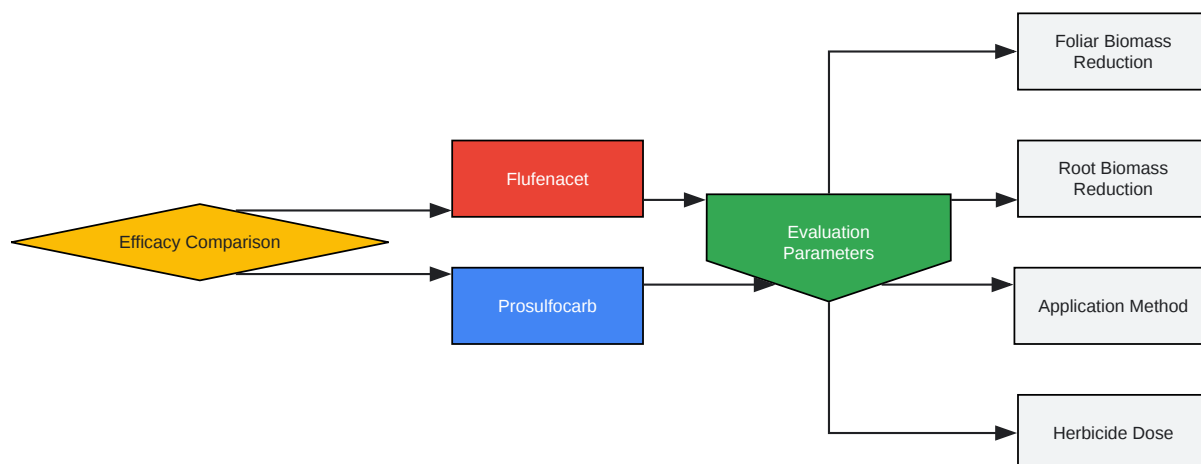 Efficacy Comparison
Flufenacet
Prosulfocarb
Evaluation
Parameters
Foliar Biomass
Reduction
Root Biomass
Reduction
Application Method
Herbicide Dose